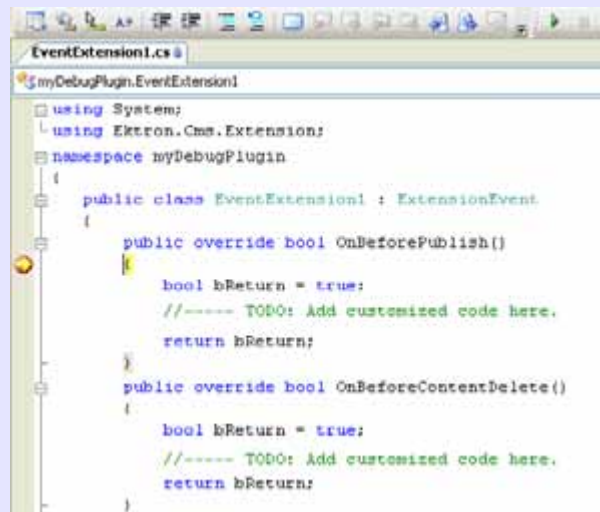 EventExtension1.cs
myDebugPlugin.EventExtension1
using System;
using Ektron.Cms.Extension;
namespace myDebugPlugin
{
public class EventExtension1 : ExtensionEvent
{
public override bool OnBeforePublish()
{
bool bReturn = true;
//----- TODO: Add customized code here.
return bReturn;
}
public override bool OnBeforeContentDelete()
{
bool bReturn = true;
//----- TODO: Add customized code here.
return bReturn;
}